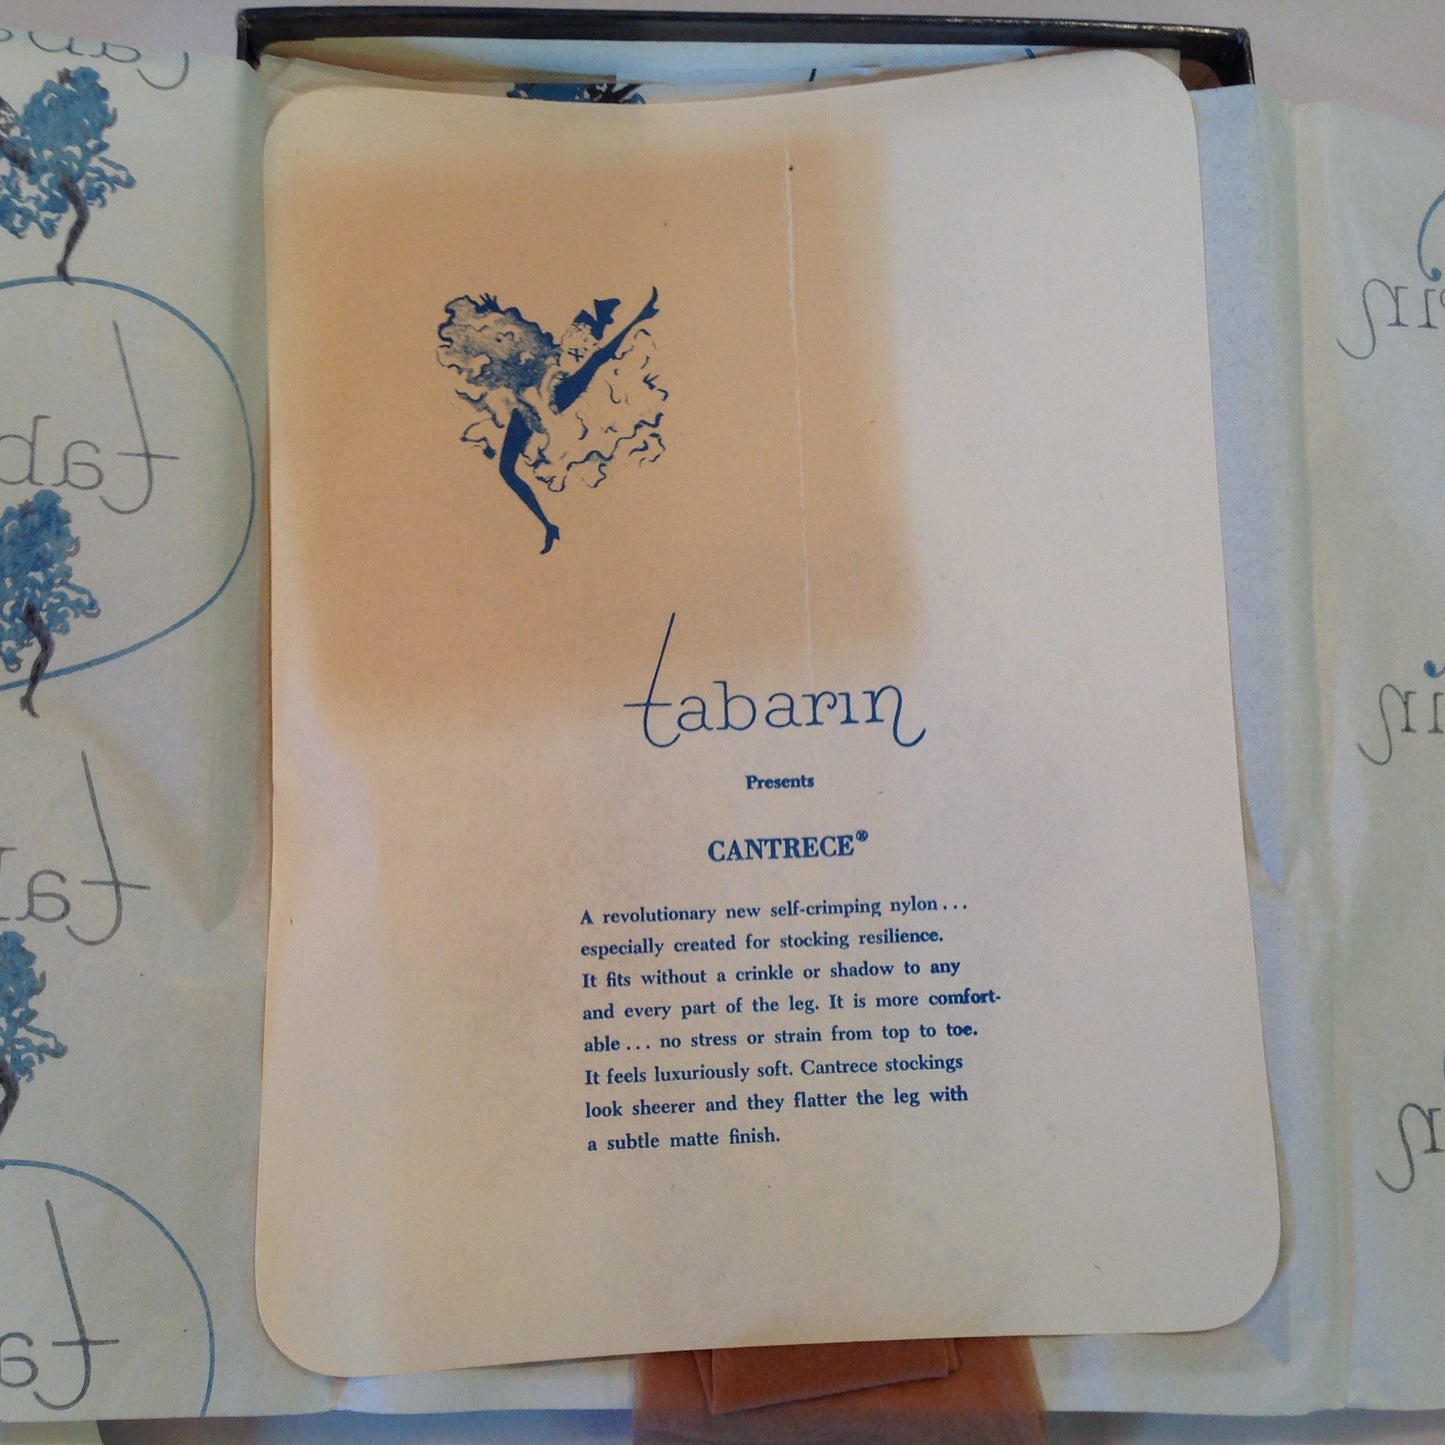 tabarin
Presents
CANTRECE®
A revolutionary new self-crimping nylon...
especially created for stocking resilience.
It fits without a crinkle or shadow to any
and every part of the leg. It is more comfort-
able... no stress or strain from top to toe.
It feels luxuriously soft. Cantrece stockings
look sheerer and they flatter the leg with
a subtle matte finish.